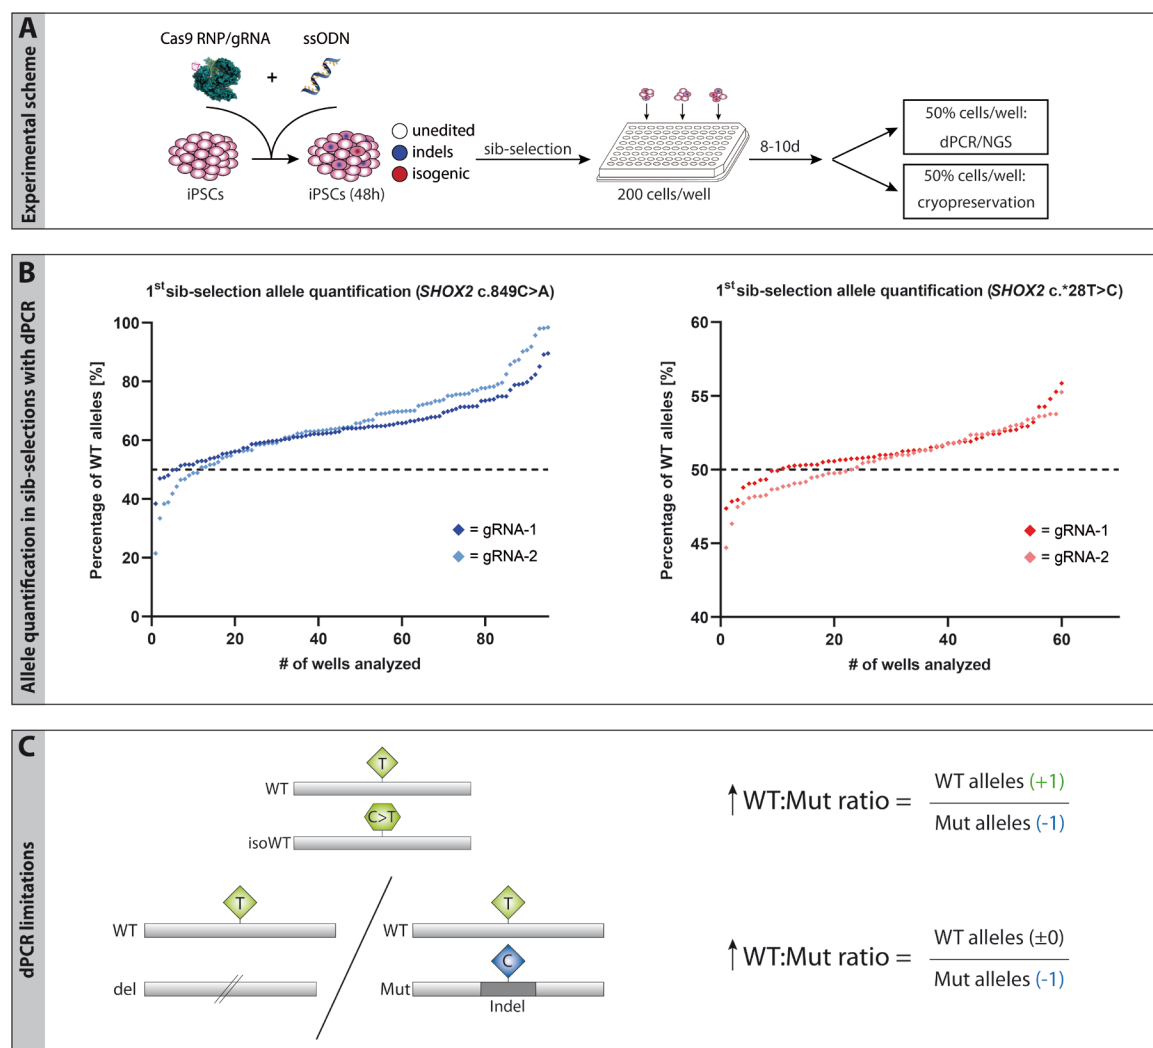 A
Experimental scheme
Cas9 RNP/gRNA
ssODN
+
iPSCs
iPSCs (48h)
unedited
indels
isogenic
sib-selection
200 cells/well
8-10d
50% cells/well:
dPCR/NGS
50% cells/well:
cryopreservation
B
Allele quantification in sib-selections with dPCR
1st sib-selection allele quantification (SHOX2 c.849C>A)
Percentage of WT alleles [%]
100
80
60
40
20
0
0 20 40 60 80
# of wells analyzed
= gRNA-1
= gRNA-2
1st sib-selection allele quantification (SHOX2 c.*28T>C)
Percentage of WT alleles [%]
60
55
50
45
40
0 20 40 60
# of wells analyzed
= gRNA-1
= gRNA-2
C
dPCR limitations
T
WT
C>T
isoWT
↑ WT:Mut ratio =
WT alleles (+1)
Mut alleles (-1)
T
WT
del
T
WT
C
Mut
Indel
↑ WT:Mut ratio =
WT alleles (±0)
Mut alleles (-1)